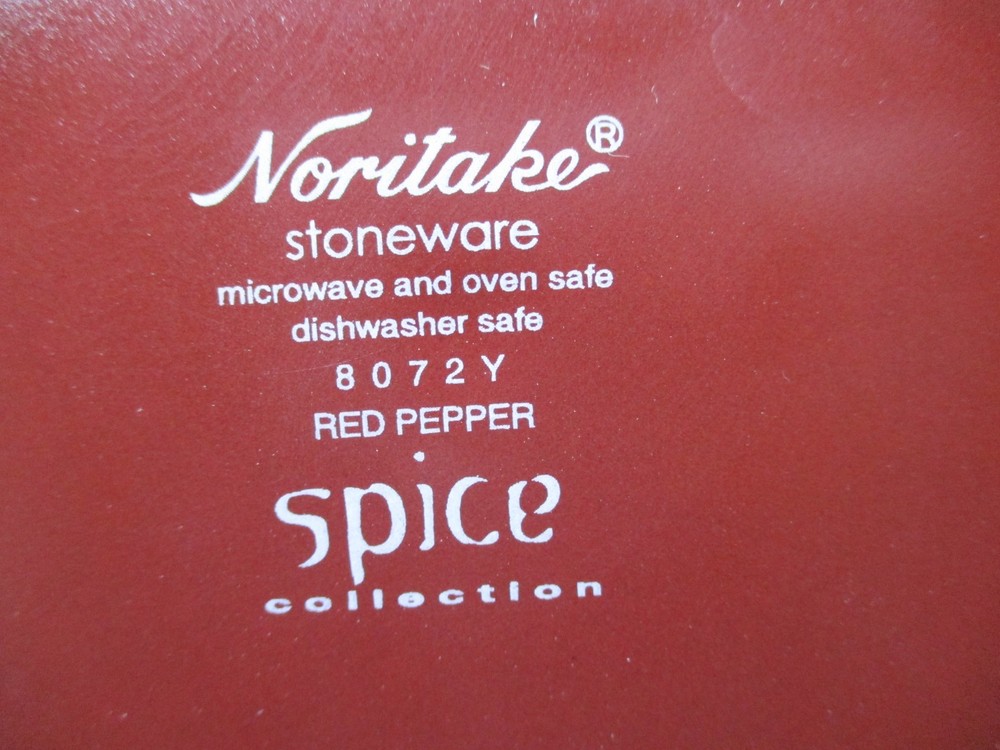 Noritake®
stoneware
microwave and oven safe
dishwasher safe
8072Y
RED PEPPER
spice
collection